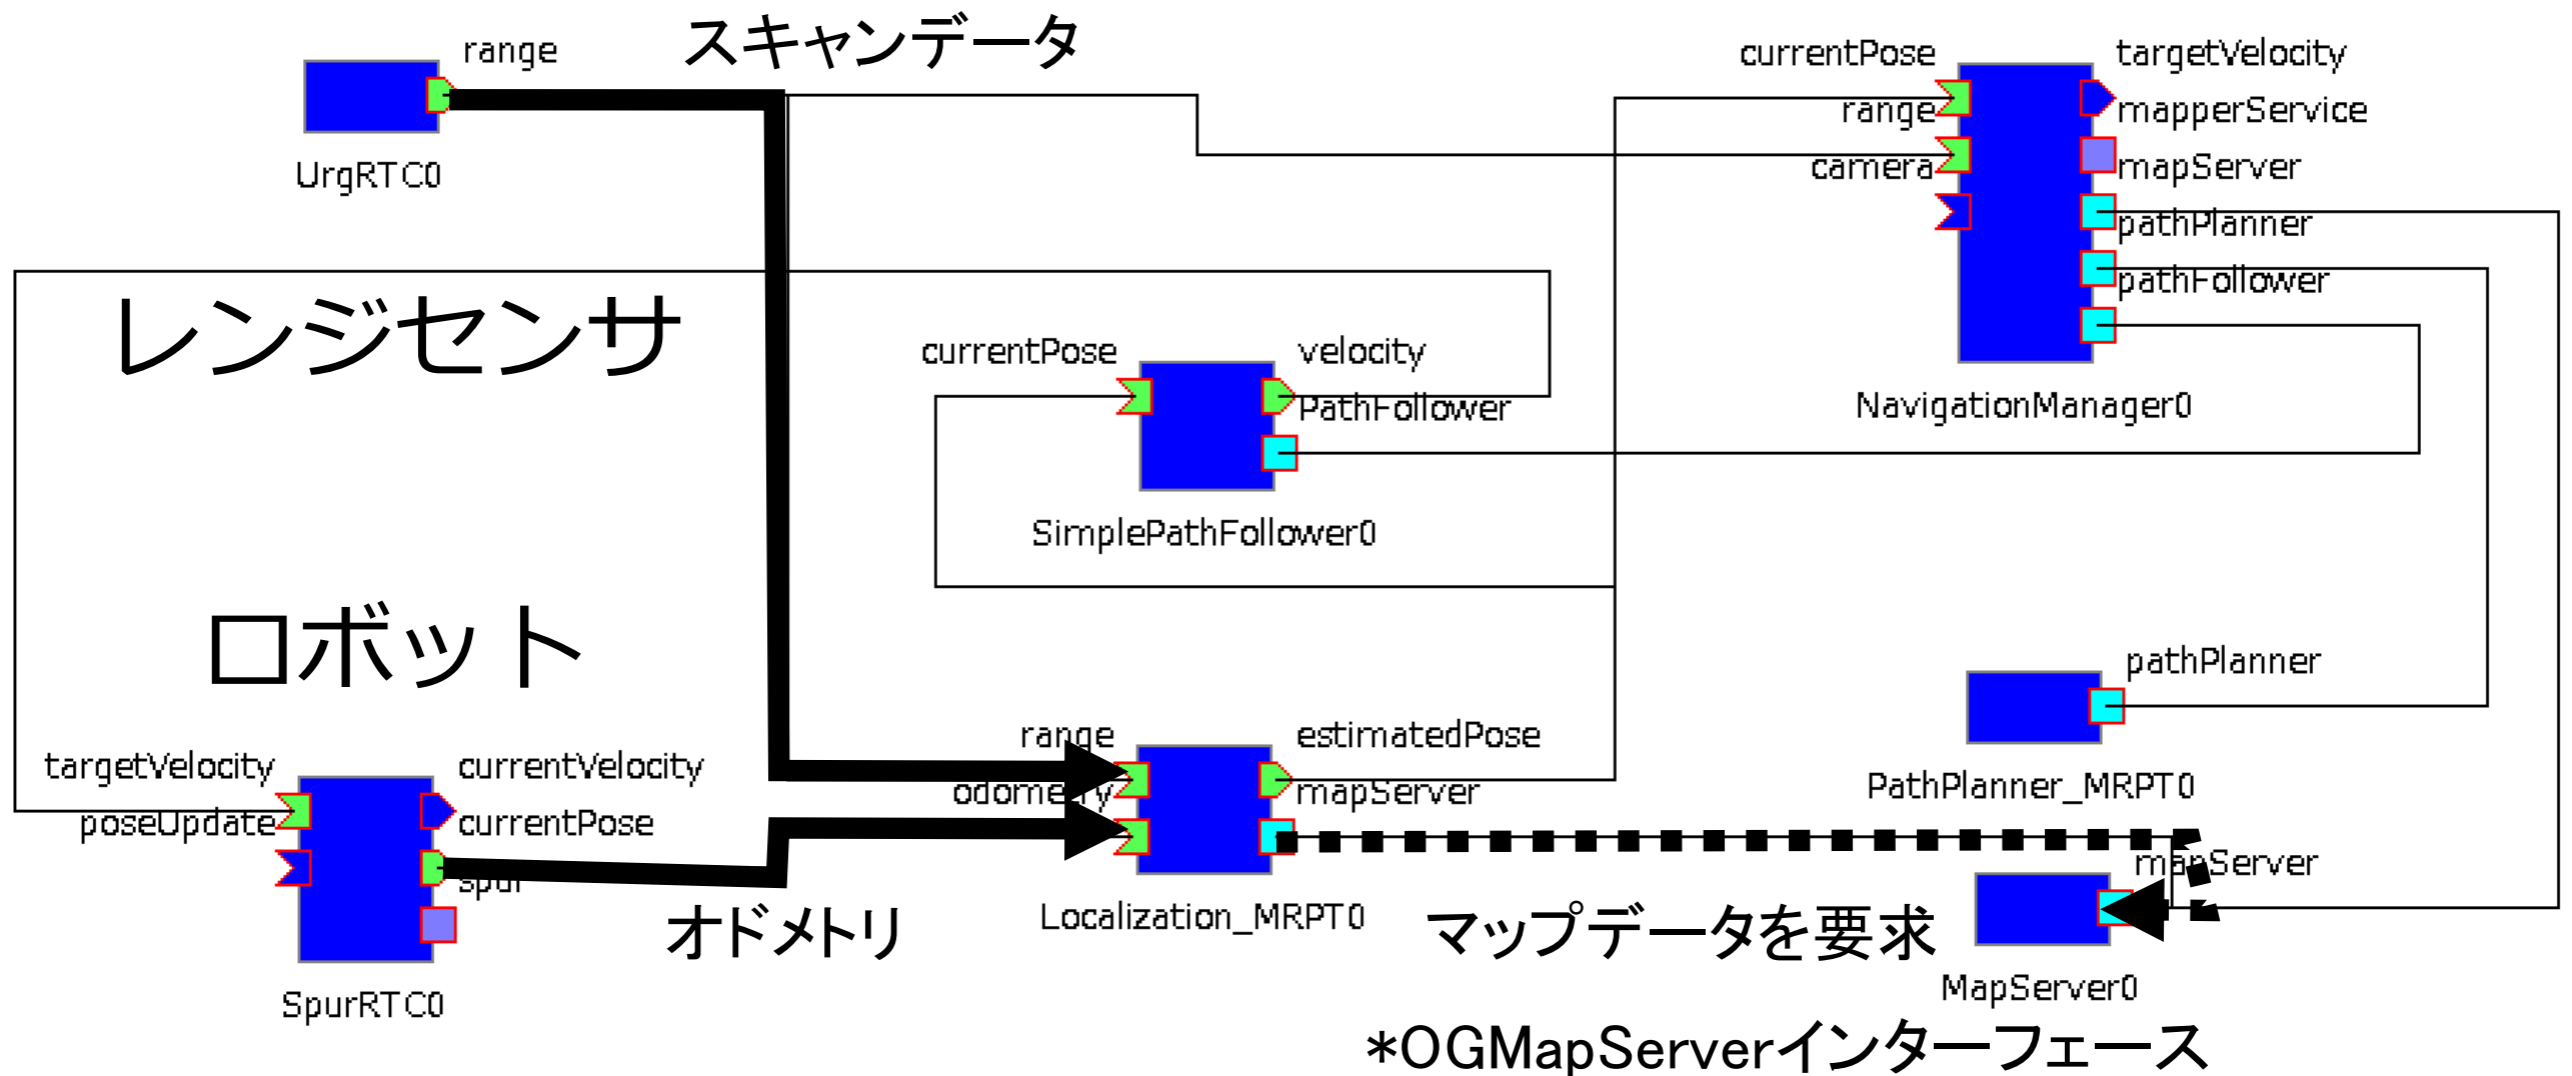 range
スキャンデータ
currentPose
targetVelocity
range
mapperService
camera
mapServer
UrgRTC0
pathPlanner
pathFollower
レンジセンサ
currentPose
velocity
PathFollower
NavigationManager0
SimplePathFollower0
ロボット
pathPlanner
range
estimatedPose
targetVelocity
currentVelocity
odometry
mapServer
PathPlanner_MRPT0
poseUpdate
currentPose
mapServer
spur
オドメトリ
Localization_MRPT0
マップデータを要求
MapServer0
SpurRTC0
*OGMapServerインターフェース